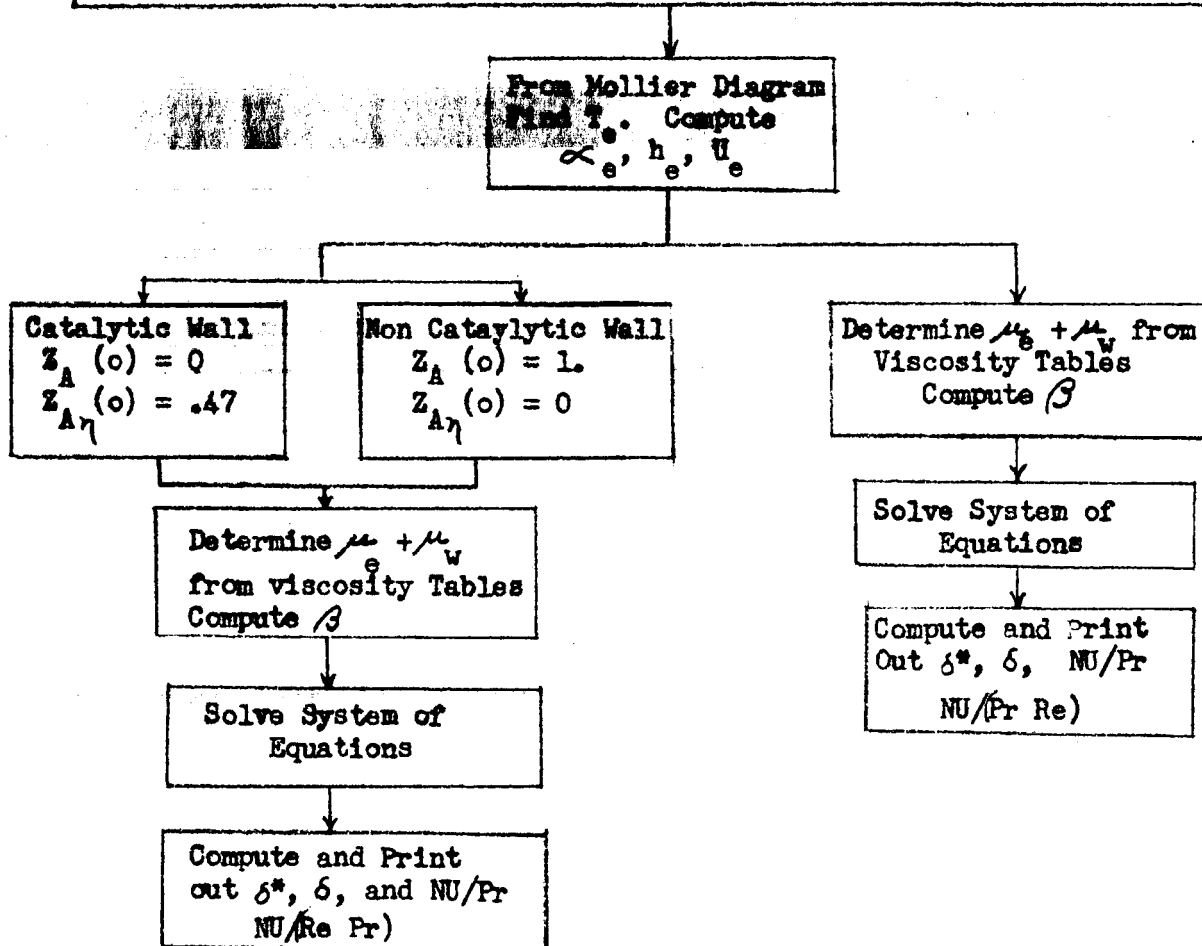 From Mollier Diagram
Find T_e. Compute
∝_e, h_e, U_e
Catalytic Wall
Z_A (o) = 0
Z_Aη (o) = .47
Non Cataylytic Wall
Z_A (o) = 1.
Z_Aη (o) = 0
Determine μ_e + μ_w from
Viscosity Tables
Compute β
Determine μ_e + μ_w
from viscosity Tables
Compute β
Solve System of
Equations
Compute and Print
Out δ*, δ, NU/Pr
NU/(Pr Re)
Solve System of
Equations
Compute and Print
out δ*, δ, and NU/Pr
NU/(Re Pr)